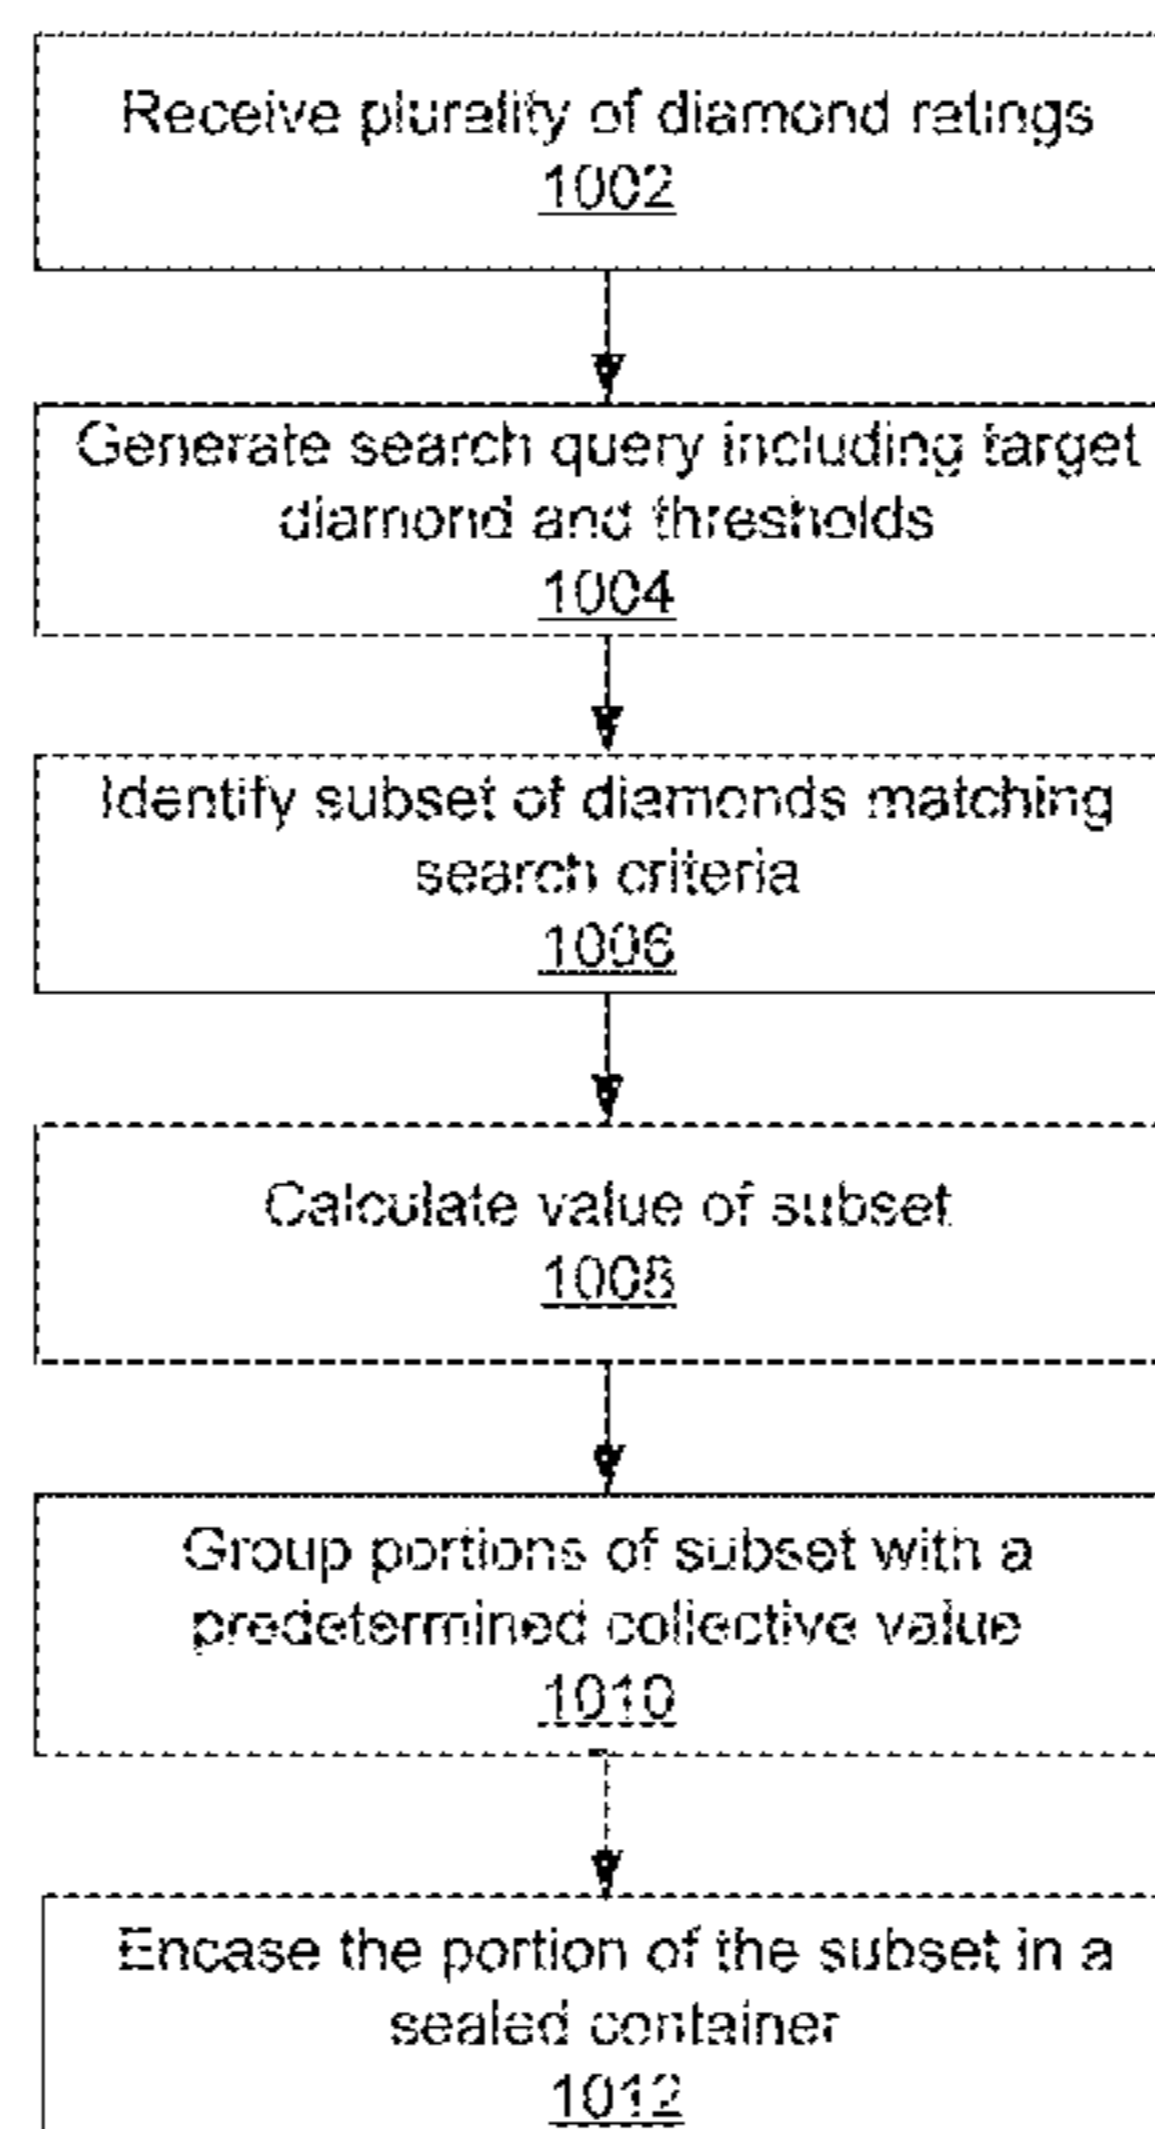 Receive plurality of diamond ratings
1002
Generate search query including target
diamond and thresholds
1004
Identify subset of diamonds matching
search criteria
1006
Calculate value of subset
1008
Group portions of subset with a
predetermined collective value
1010
Encase the portion of the subset in a
sealed container
1012